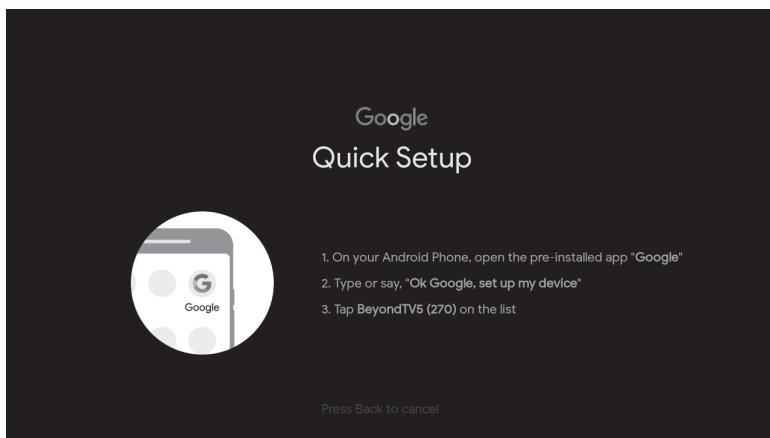 Google
Quick Setup
1. On your Android Phone, open the pre-installed app "Google"
2. Type or say, "Ok Google, set up my device"
3. Tap BeyondTV5 (270) on the list
G
Google
Press Back to cancel